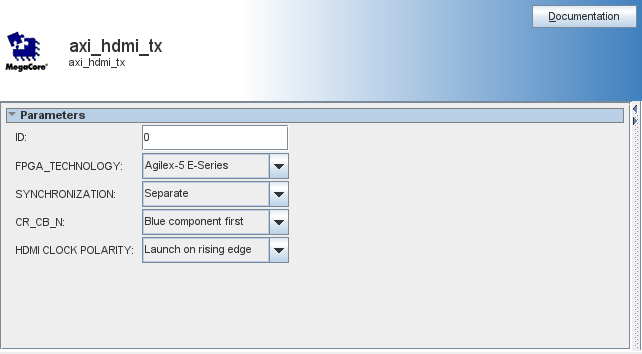 Documentation
axi_hdmi_tx
axi_hdmi_tx
MegaCore®
Parameters
ID: 0
FPGA_TECHNOLOGY: Agilex-5 E-Series
SYNCHRONIZATION: Separate
CR_CB_N: Blue component first
HDMI CLOCK POLARITY: Launch on rising edge